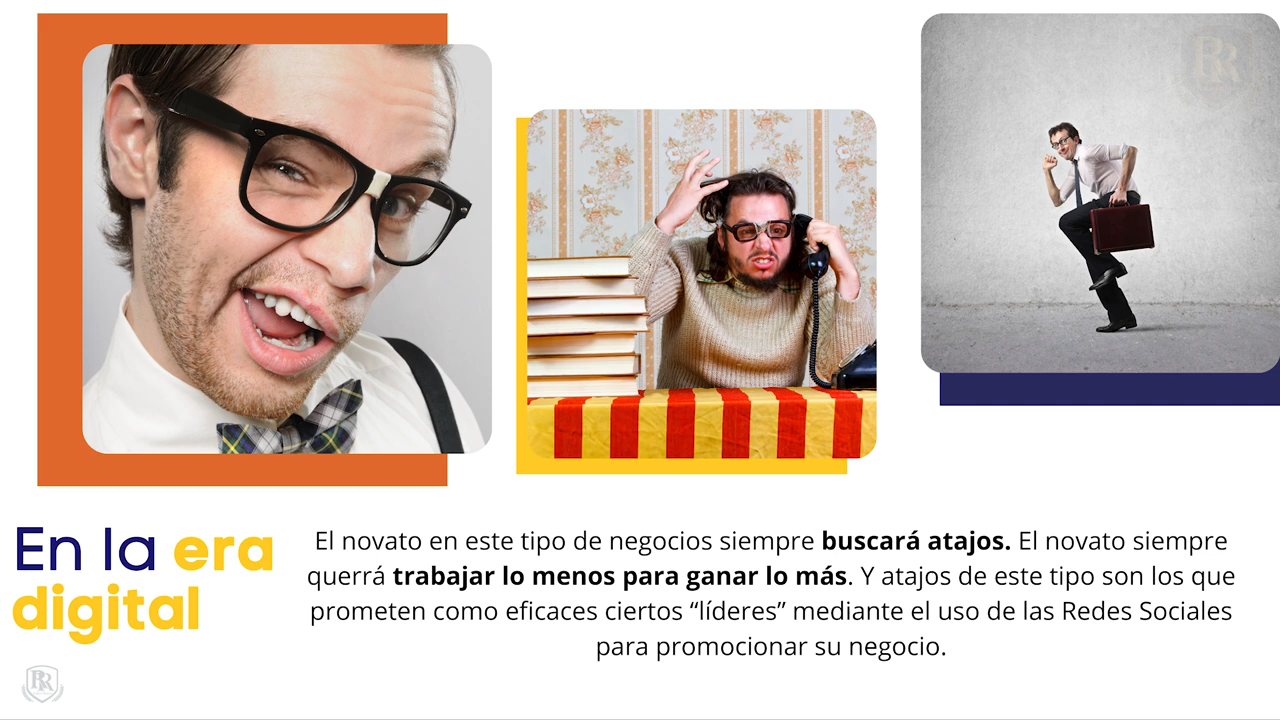 En la era
digital
El novato en este tipo de negocios siempre buscará atajos. El novato siempre
querrá trabajar lo menos para ganar lo más. Y atajos de este tipo son los que
prometen como eficaces ciertos “líderes” mediante el uso de las Redes Sociales
para promocionar su negocio.
RR
RR